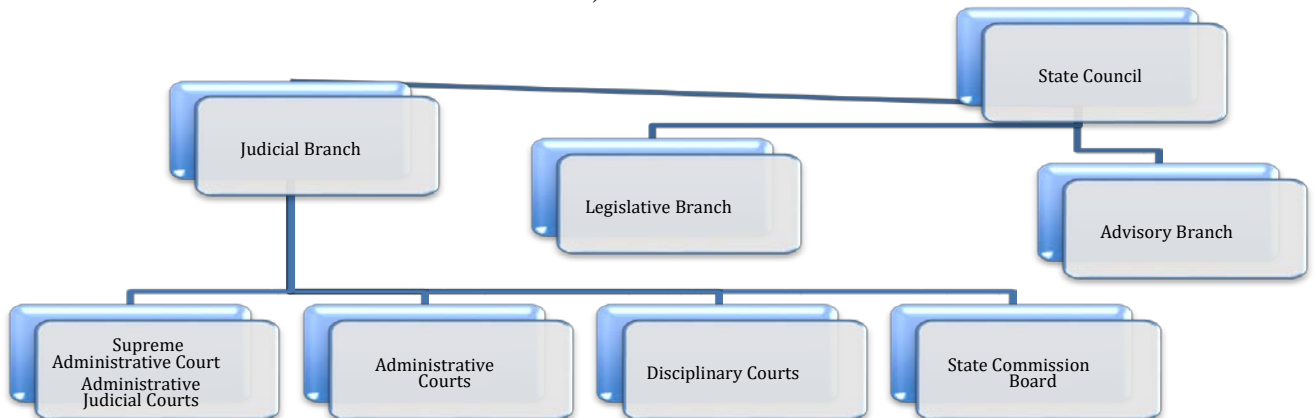 State Council
Judicial Branch
Legislative Branch
Advisory Branch
Supreme
Administrative Court
Administrative
Judicial Courts
Administrative
Courts
Disciplinary Courts
State Commission
Board